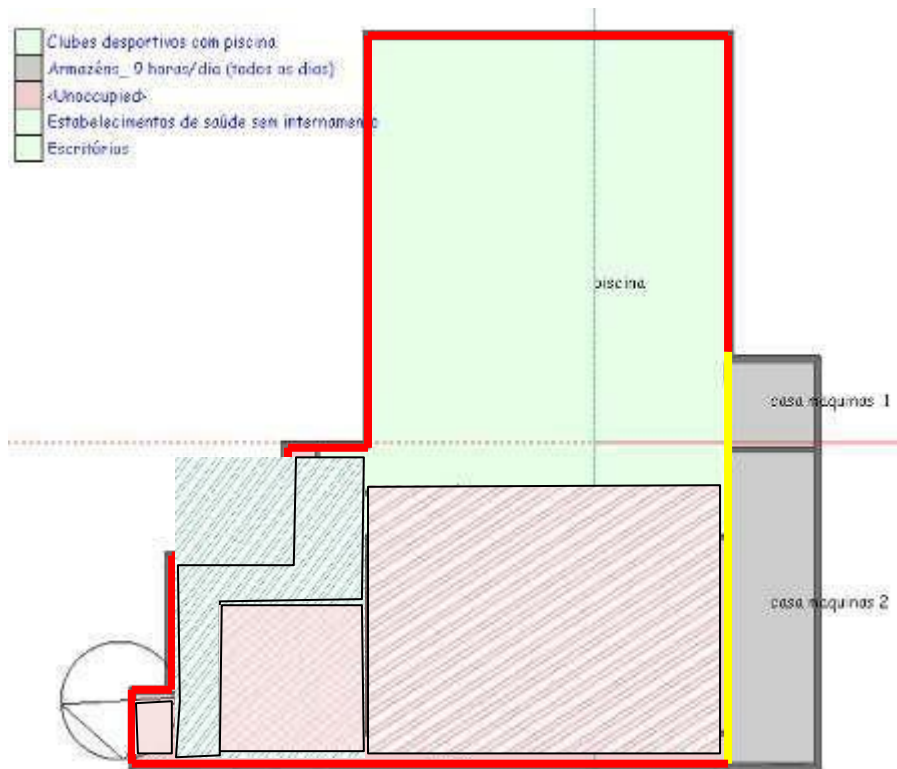 Clubes desportivos com piscina
Armazéns_ 9 horas/dia (todos os dias)
<Unoccupied>
Estabelecimentos de saúde sem internamento
Escritórios
piscina
casa maquinas 1
casa maquinas 2